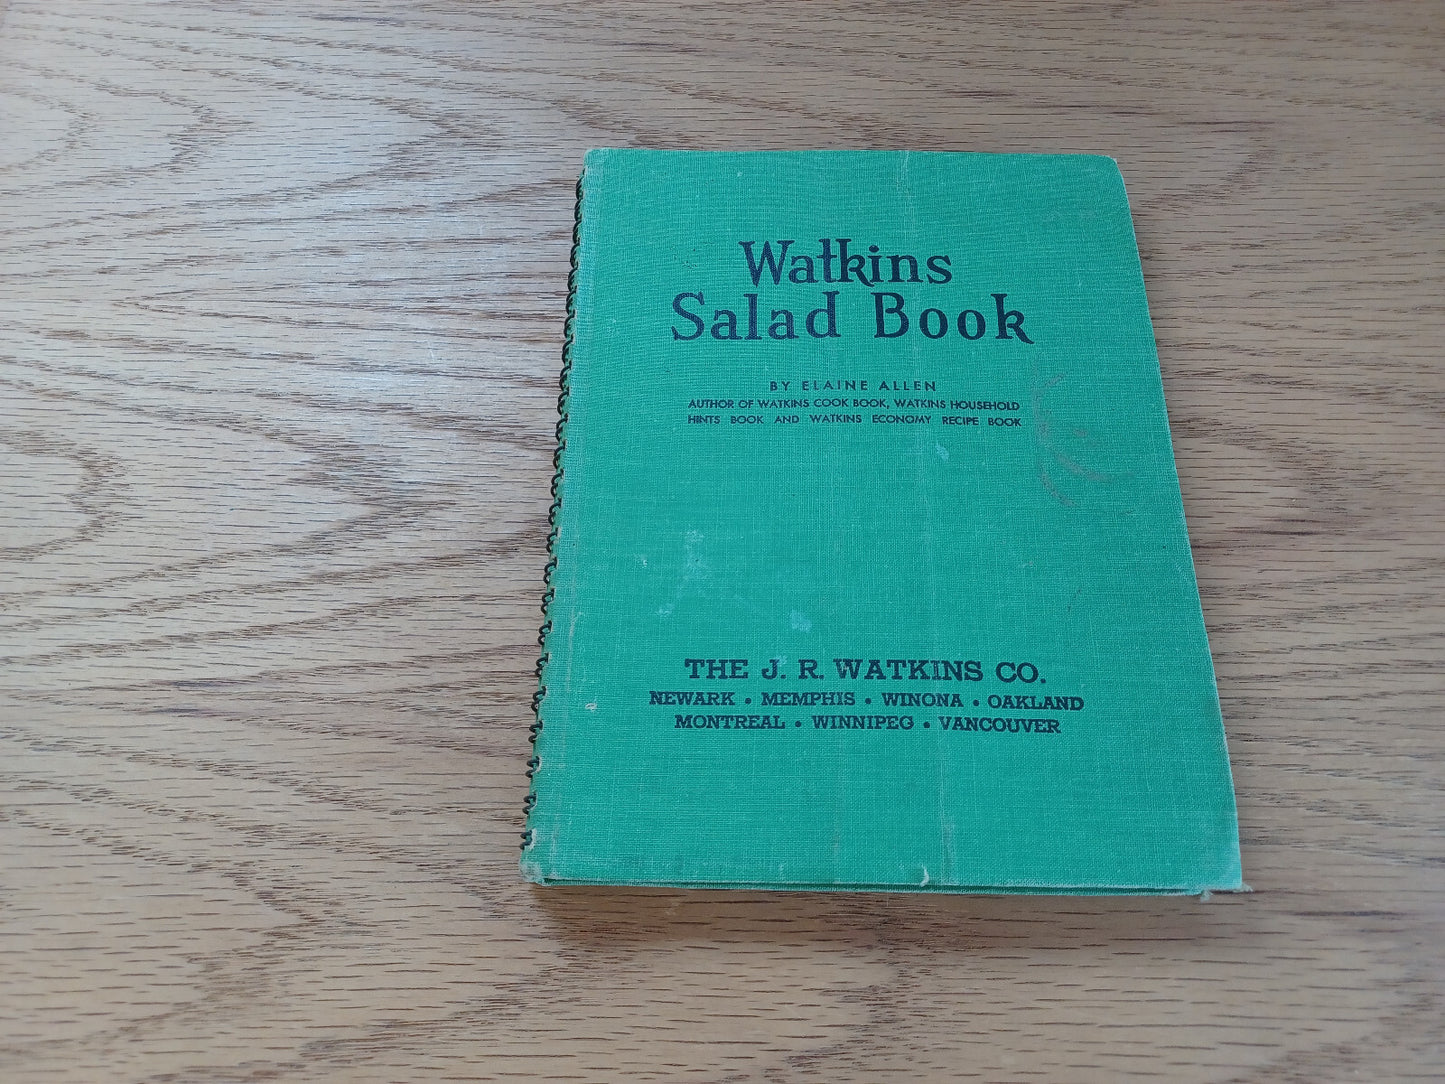 Watkins
Salad Book
BY ELAINE ALLEN
AUTHOR OF WATKINS COOK BOOK, WATKINS HOUSEHOLD
HINTS BOOK AND WATKINS ECONOMY RECIPE BOOK
THE J. R. WATKINS CO.
NEWARK • MEMPHIS • WINONA • OAKLAND
MONTREAL • WINNIPEG • VANCOUVER